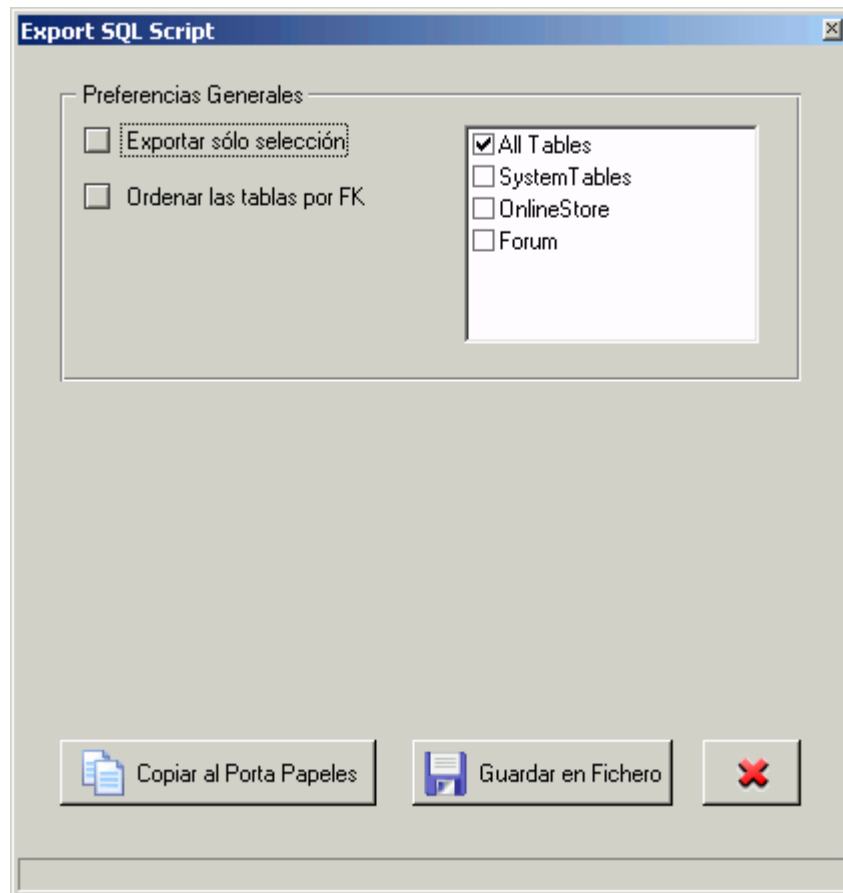 Export SQL Script
Preferencias Generales
Exportar sólo selección
Ordenar las tablas por FK
All Tables
SystemTables
OnlineStore
Forum
Copiar al Porta Papeles
Guardar en Fichero